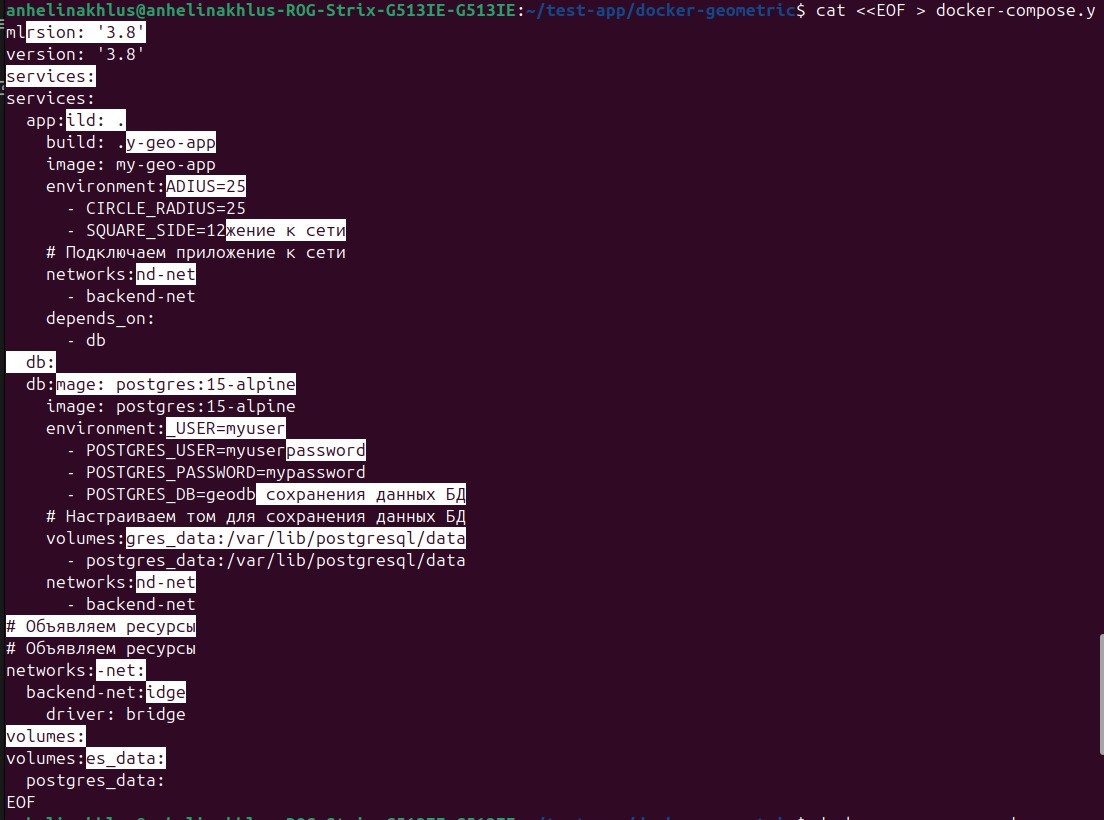 anhelinakhlus@anhelinakhlus-ROG-Strix-G513IE-G513IE:~/test-app/docker-geometric$ cat <<EOF > docker-compose.y
mlrsion: '3.8'
version: '3.8'
services:
services:
  app:ild: .
    build: .y-geo-app
    image: my-geo-app
    environment:ADIUS=25
      - CIRCLE_RADIUS=25
      - SQUARE_SIDE=12жение к сети
    # Подключаем приложение к сети
    networks:nd-net
      - backend-net
    depends_on:
      - db
  db:
  db:mage: postgres:15-alpine
    image: postgres:15-alpine
    environment:_USER=myuser
      - POSTGRES_USER=myuserpassword
      - POSTGRES_PASSWORD=mypassword
      - POSTGRES_DB=geodb сохранения данных БД
    # Настраиваем том для сохранения данных БД
    volumes:gres_data:/var/lib/postgresql/data
      - postgres_data:/var/lib/postgresql/data
    networks:nd-net
      - backend-net
# Объявляем ресурсы
# Объявляем ресурсы
networks:-net:
  backend-net:idge
    driver: bridge
volumes:
volumes:es_data:
  postgres_data:
EOF